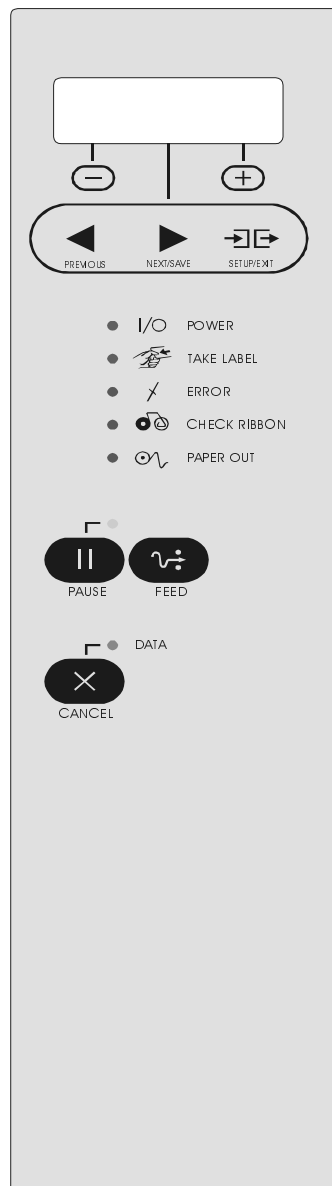 PREVIOUS NEXT/SAVE SETUP/EXIT
I/O POWER
TAKE LABEL
ERROR
CHECK RIBBON
PAPER OUT
PAUSE FEED
DATA
CANCEL